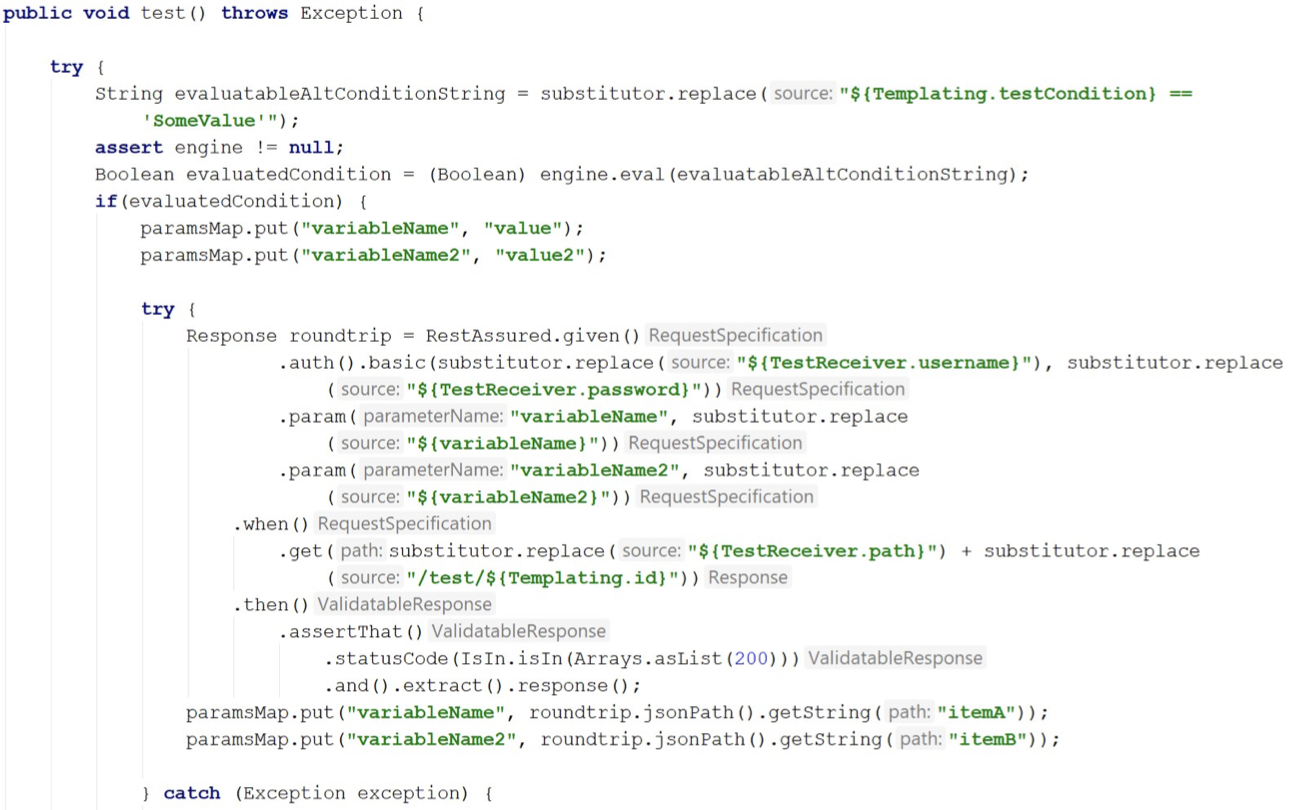 public void test() throws Exception {
try {
String evaluatableAltConditionString = substitutor.replace( source: "${Templating.testCondition} ==
'SomeValue'");
assert engine != null;
Boolean evaluatedCondition = (Boolean) engine.eval(evaluatableAltConditionString);
if(evaluatedCondition) {
paramsMap.put("variableName", "value");
paramsMap.put("variableName2", "value2");
try {
Response roundtrip = RestAssured.given() RequestSpecification
.auth().basic(substitutor.replace( source: "${TestReceiver.username}"), substitutor.replace
( source: "${TestReceiver.password}")) RequestSpecification
.param( parameterName: "variableName", substitutor.replace
( source: "${variableName}")) RequestSpecification
.param( parameterName: "variableName2", substitutor.replace
( source: "${variableName2}")) RequestSpecification
.when() RequestSpecification
.get( path: substitutor.replace( source: "${TestReceiver.path}") + substitutor.replace
( source: "/test/${Templating.id}")) Response
.then() ValidatableResponse
.assertThat() ValidatableResponse
.statusCode(IsIn.isIn(Arrays.asList(200))) ValidatableResponse
.and().extract().response();
paramsMap.put("variableName", roundtrip.jsonPath().getString( path: "itemA"));
paramsMap.put("variableName2", roundtrip.jsonPath().getString( path: "itemB"));
} catch (Exception exception) {